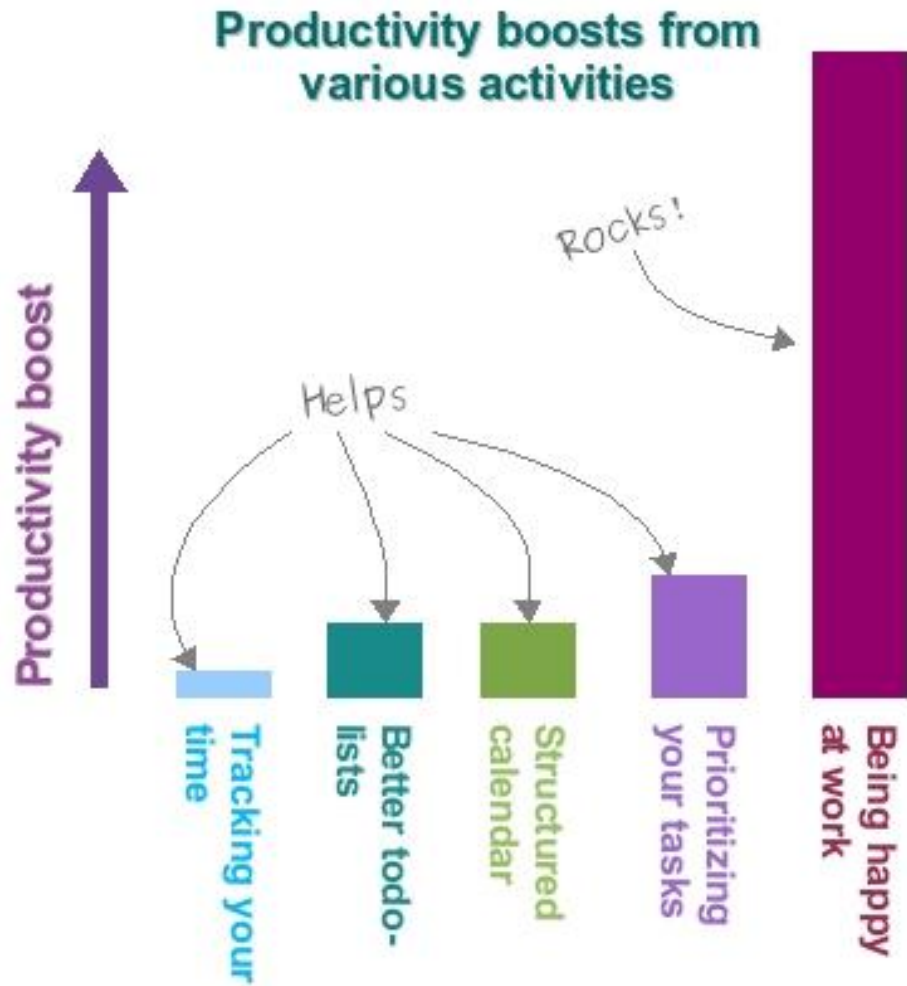 Productivity boosts from
various activities
Rocks!
Helps
Productivity boost
Tracking your
time
Better todo-
lists
Structured
calendar
Prioritizing
your tasks
Being happy
at work